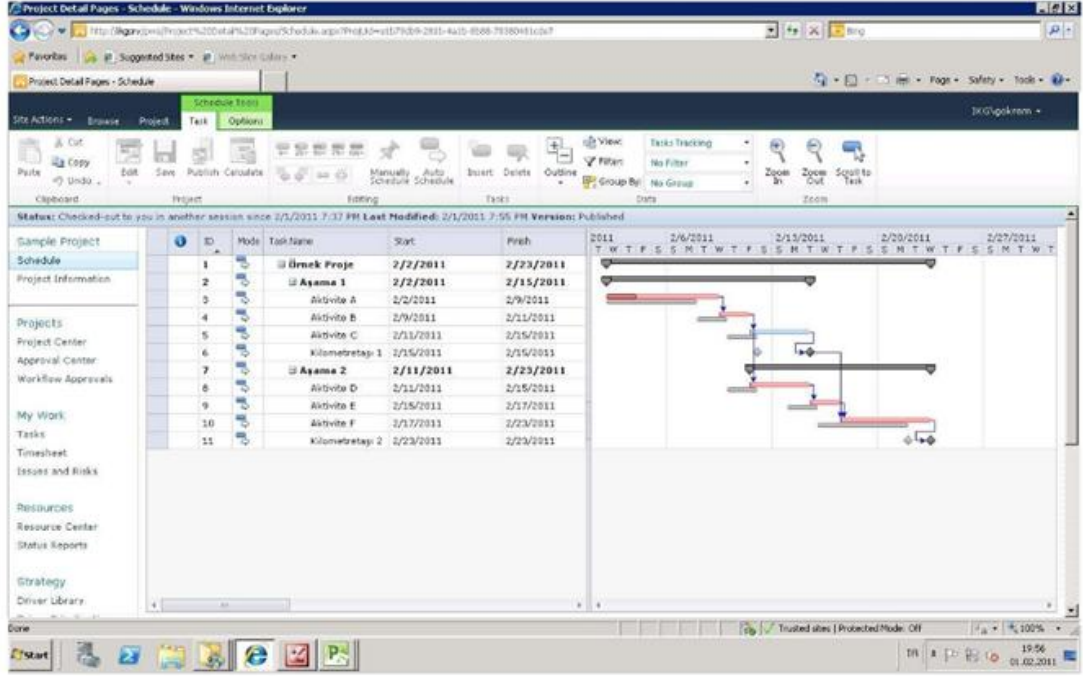 Project Detail Pages - Schedule - Windows Internet Explorer
Bing
Favorites Suggested Sites Web Slice Gallery
Project Detail Pages - Schedule
Page Safety Tools
Schedule Tools
Site Actions Browse Project Task Options
IKG\gokrem
Paste Cut Copy Undo
Edit Save Publish Calculate
Manually Schedule Auto Schedule
Insert Delete Outline
View: Tasks Tracking
Filter: No Filter
Group By: No Group
Zoom In Zoom Out Scroll to Task
Clipboard Project Editing Tasks Data Zoom
Status: Checked-out to you in another session since 2/1/2011 7:37 PM Last Modified: 2/1/2011 7:55 PM Version: Published
Sample Project
Schedule
Project Information
Projects
Project Center
Approval Center
Workflow Approvals
My Work
Tasks
Timesheet
Issues and Risks
Resources
Resource Center
Status Reports
Strategy
Driver Library
ID Mode Task Name Start Finish
1 Örnek Proje 2/2/2011 2/23/2011
2 Aşama 1 2/2/2011 2/15/2011
3 Aktivite A 2/2/2011 2/9/2011
4 Aktivite B 2/9/2011 2/11/2011
5 Aktivite C 2/11/2011 2/15/2011
6 Kilometretaşı 1 2/15/2011 2/15/2011
7 Aşama 2 2/11/2011 2/23/2011
8 Aktivite D 2/11/2011 2/15/2011
9 Aktivite E 2/15/2011 2/17/2011
10 Aktivite F 2/17/2011 2/23/2011
11 Kilometretaşı 2 2/23/2011 2/23/2011
2011 2/6/2011 2/13/2011 2/20/2011 2/27/2011
T W T F S S M T W T F S S M T W T F S S M T W T F S S M T W T
Done
Trusted sites | Protected Mode: Off
100%
Start
TR
19:56
01.02.2011